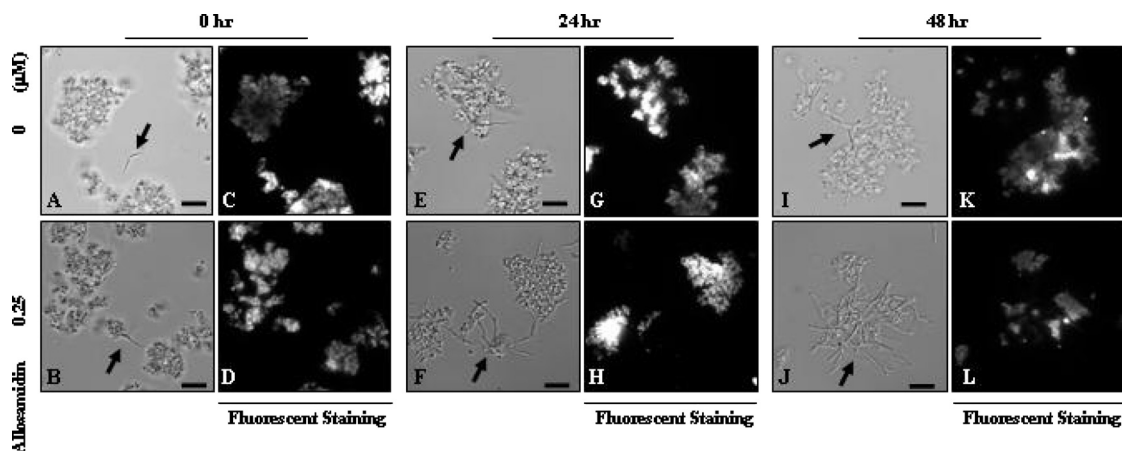 0 hr 24 hr 48 hr
0 (µM)
A C E G I K
Allosamidin 0.25
B D F H J L
Fluorescent Staining Fluorescent Staining Fluorescent Staining